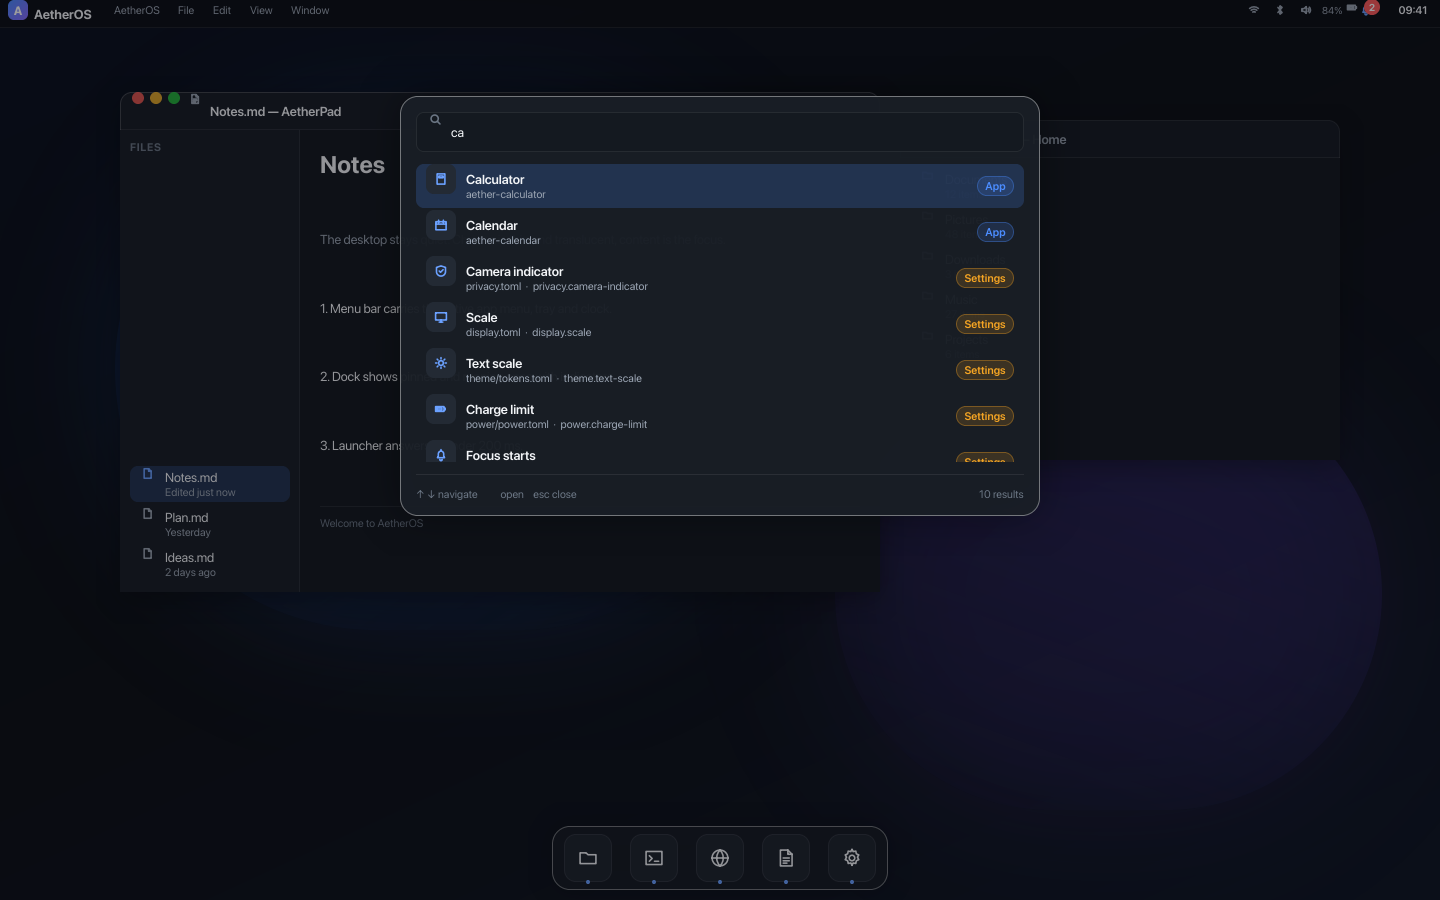 A AetherOS AetherOS File Edit View Window 84% 2 09:41
Notes.md — AetherPad
FILES
Notes
The desktop
1. Menu bar
2. Dock shows
3. Launcher
Notes.md
Edited just now
Plan.md
Yesterday
Ideas.md
2 days ago
Welcome to AetherOS
ca
Calculator
aether-calculator
App
Calendar
aether-calendar
App
Camera indicator
privacy.toml · privacy.camera-indicator
Settings
Scale
display.toml · display.scale
Settings
Text scale
theme/tokens.toml · theme.text-scale
Settings
Charge limit
power/power.toml · power.charge-limit
Settings
Focus starts
Settings
↑ ↓ navigate open esc close
10 results